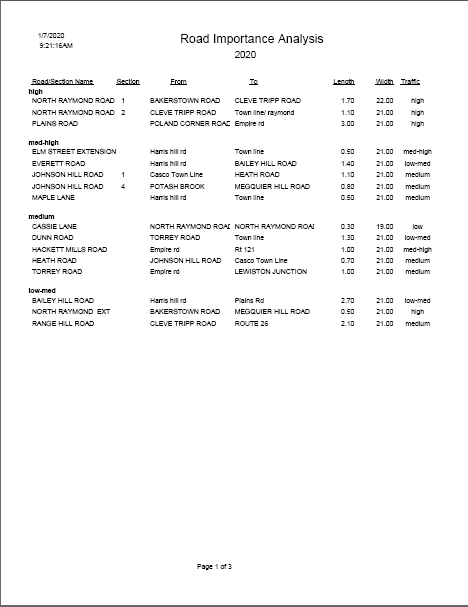 1/7/2020
9:21:16AM
Road Importance Analysis
2020
Road/Section Name Section From To Length Width Traffic
high
NORTH RAYMOND ROAD 1 BAKERSTOWN ROAD CLEVE TRIPP ROAD 1.70 22.00 high
NORTH RAYMOND ROAD 2 CLEVE TRIPP ROAD Town line/ raymond 1.10 21.00 high
PLAINS ROAD POLAND CORNER ROAD Empire rd 3.00 21.00 high
med-high
ELM STREET EXTENSION Harris hill rd Town line 0.50 21.00 med-high
EVERETT ROAD Harris hill rd BAILEY HILL ROAD 1.40 21.00 low-med
JOHNSON HILL ROAD 1 Casco Town Line HEATH ROAD 1.10 21.00 medium
JOHNSON HILL ROAD 4 POTASH BROOK MEGQUIER HILL ROAD 0.80 21.00 medium
MAPLE LANE Harris hill rd Town line 0.50 21.00 medium
medium
CASSIE LANE NORTH RAYMOND ROAD NORTH RAYMOND ROAD 0.30 19.00 low
DUNN ROAD TORREY ROAD Town line 1.30 21.00 low-med
HACKETT MILLS ROAD Empire rd Rt 121 1.00 21.00 med-high
HEATH ROAD JOHNSON HILL ROAD Casco Town Line 0.70 21.00 medium
TORREY ROAD Empire rd LEWISTON JUNCTION 1.00 21.00 medium
low-med
BAILEY HILL ROAD Harris hill rd Plains Rd 2.70 21.00 low-med
NORTH RAYMOND EXT BAKERSTOWN ROAD MEGQUIER HILL ROAD 0.50 21.00 high
RANGE HILL ROAD CLEVE TRIPP ROAD ROUTE 26 2.10 21.00 medium
Page 1 of 3